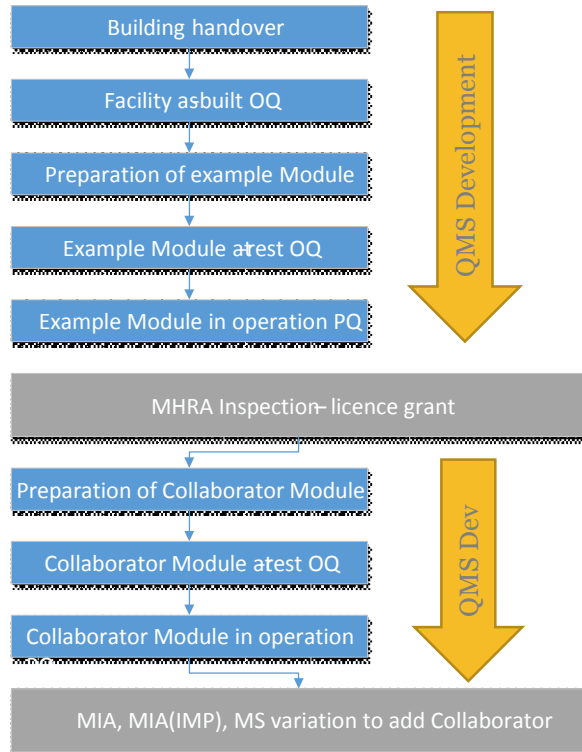 Building handover
Facility as-built OQ
Preparation of example Module
Example Module at-rest OQ
Example Module in operation PQ
QMS Development
MHRA Inspection – licence grant
Preparation of Collaborator Module
Collaborator Module at-rest OQ
Collaborator Module in operation
QMS Dev
MIA, MIA(IMP), MS variation to add Collaborator